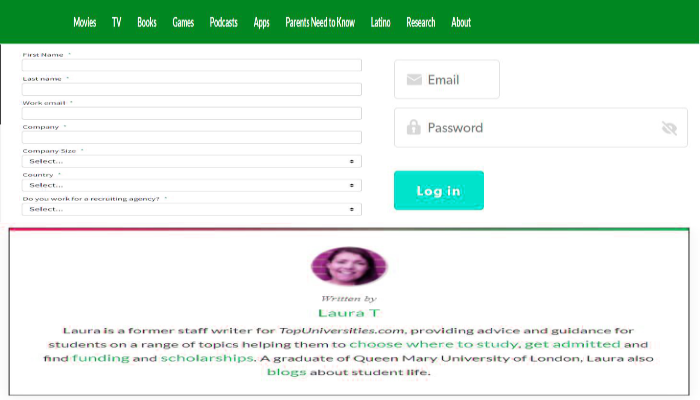 Movies TV Books Games Podcasts Apps Parents Need to Know Latino Research About
First Name *
Last name *
Work email *
Company *
Company Size *
Select...
Country *
Select...
Do you work for a recruiting agency? *
Select...
Email
Password
Log in
Written by
Laura T
Laura is a former staff writer for TopUniversities.com, providing advice and guidance for
students on a range of topics helping them to choose where to study, get admitted and
find funding and scholarships. A graduate of Queen Mary University of London, Laura also
blogs about student life.